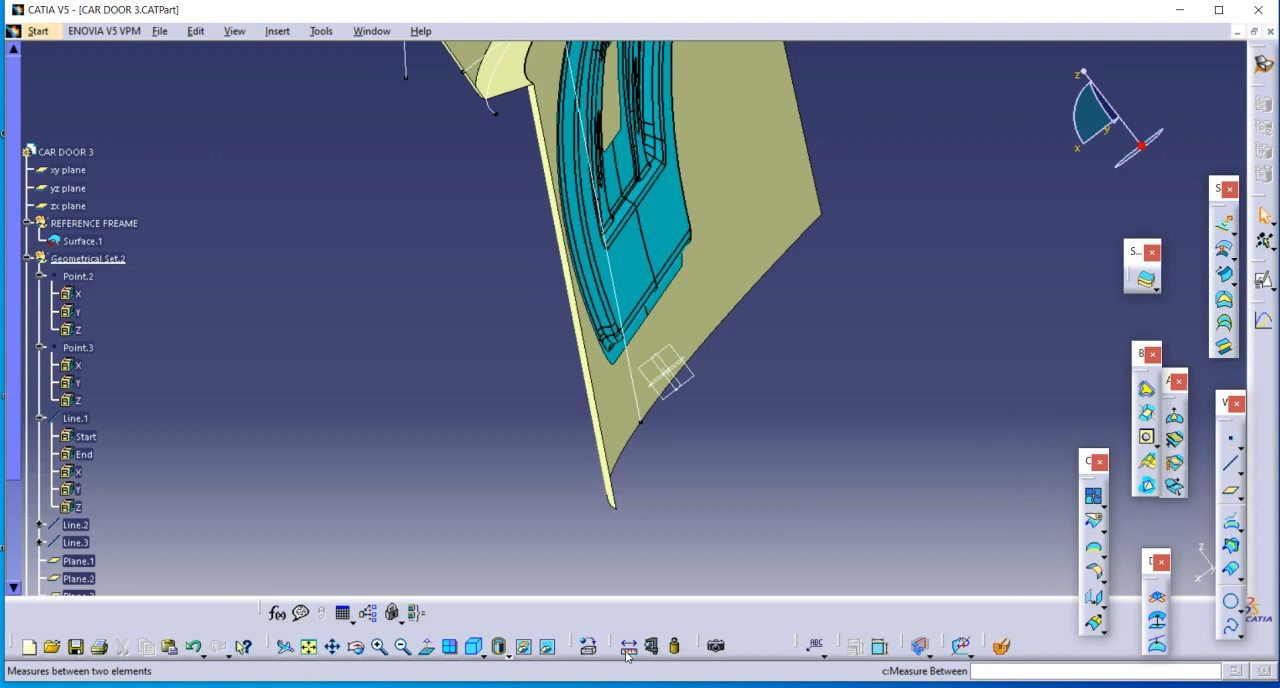 CATIA V5 - [CAR DOOR 3.CATPart]
Start ENOVIA V5 VPM File Edit View Insert Tools Window Help
z
y
x
CAR DOOR 3
xy plane
yz plane
zx plane
REFERENCE FREAME
Surface.1
Geometrical Set.2
Point.2
X
Y
Z
Point.3
X
Y
Z
Line.1
Start
End
X
Y
Z
Line.2
Line.3
Plane.1
Plane.2
S
S...
B
A
W
C
D
Z
X
f(x)
ABC
CATIA
Measures between two elements
c:Measure Between